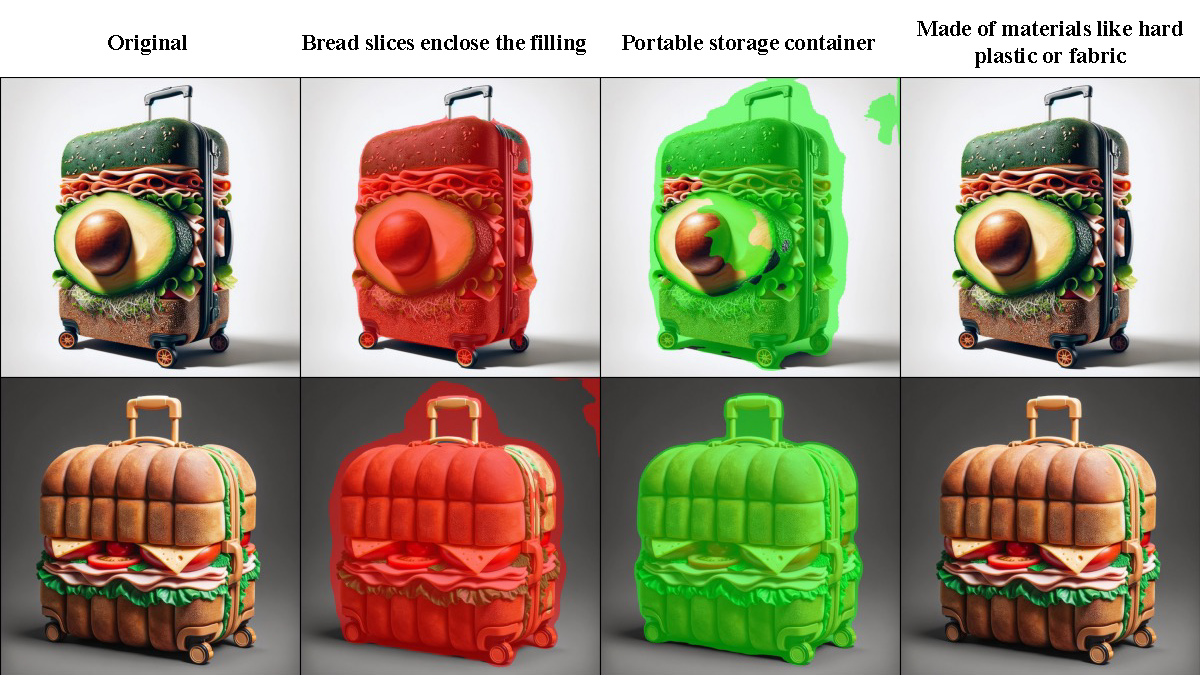 Original
Bread slices enclose the filling
Portable storage container
Made of materials like hard
plastic or fabric